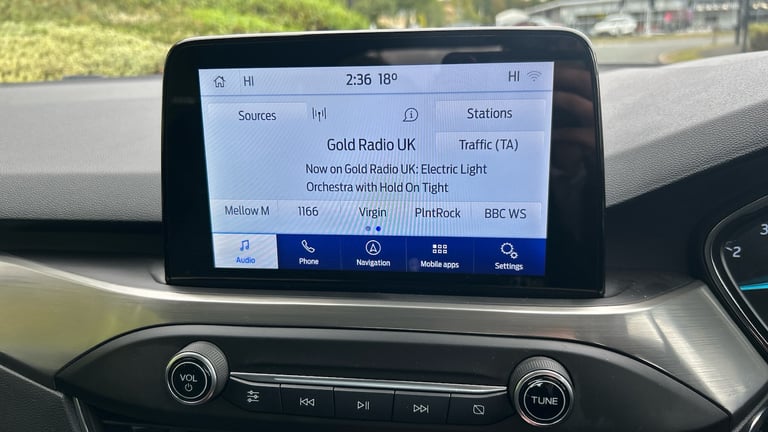 HI 2:36 18° HI
Sources Stations
Gold Radio UK Traffic (TA)
Now on Gold Radio UK: Electric Light
Orchestra with Hold On Tight
Mellow M 1166 Virgin PlntRock BBC WS
Audio Phone Navigation Mobile apps Settings
VOL TUNE
2 3